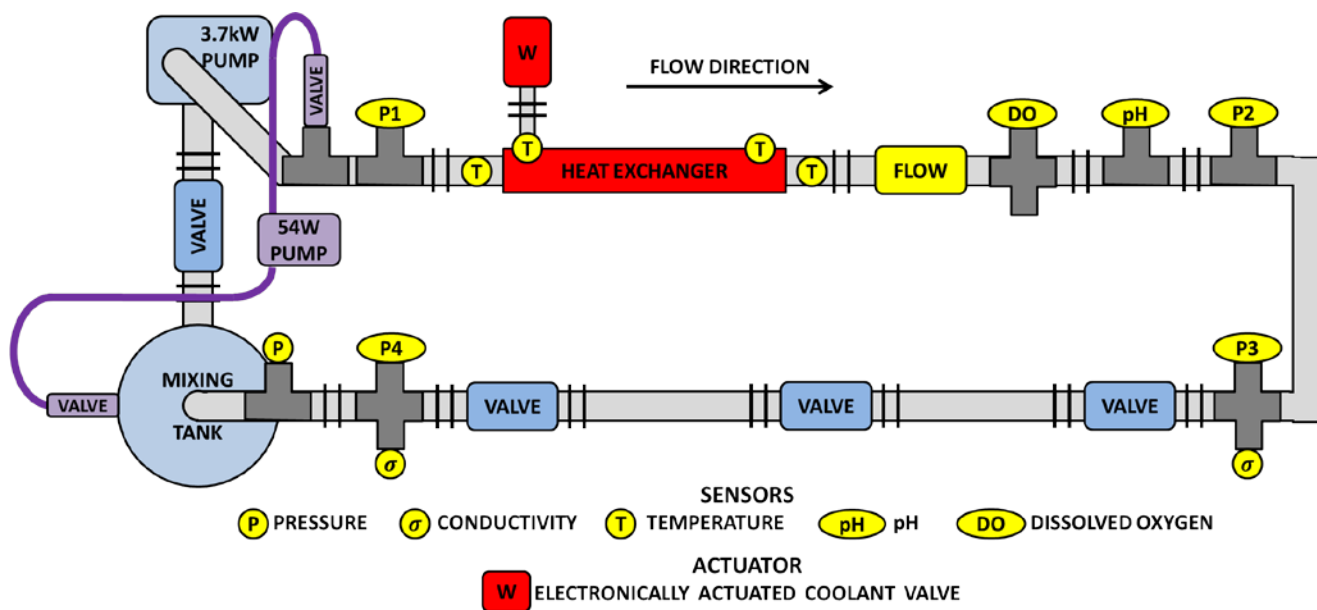 3.7kW
PUMP
VALVE
P1
W
FLOW DIRECTION
DO
pH
P2
T
T
T
T
HEAT EXCHANGER
FLOW
VALVE
54W
PUMP
P
P4
P3
MIXING
TANK
VALVE
VALVE
VALVE
VALVE
σ
σ
SENSORS
P PRESSURE
σ CONDUCTIVITY
T TEMPERATURE
pH pH
DO DISSOLVED OXYGEN
ACTUATOR
W ELECTRONICALLY ACTUATED COOLANT VALVE